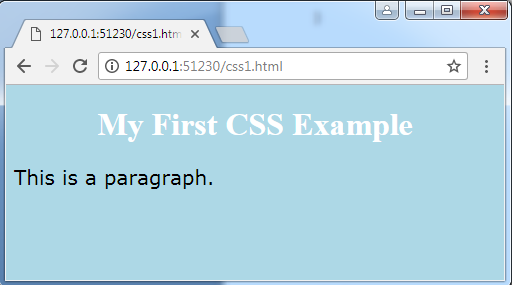 127.0.0.1:51230/css1.htm
127.0.0.1:51230/css1.html
My First CSS Example
This is a paragraph.